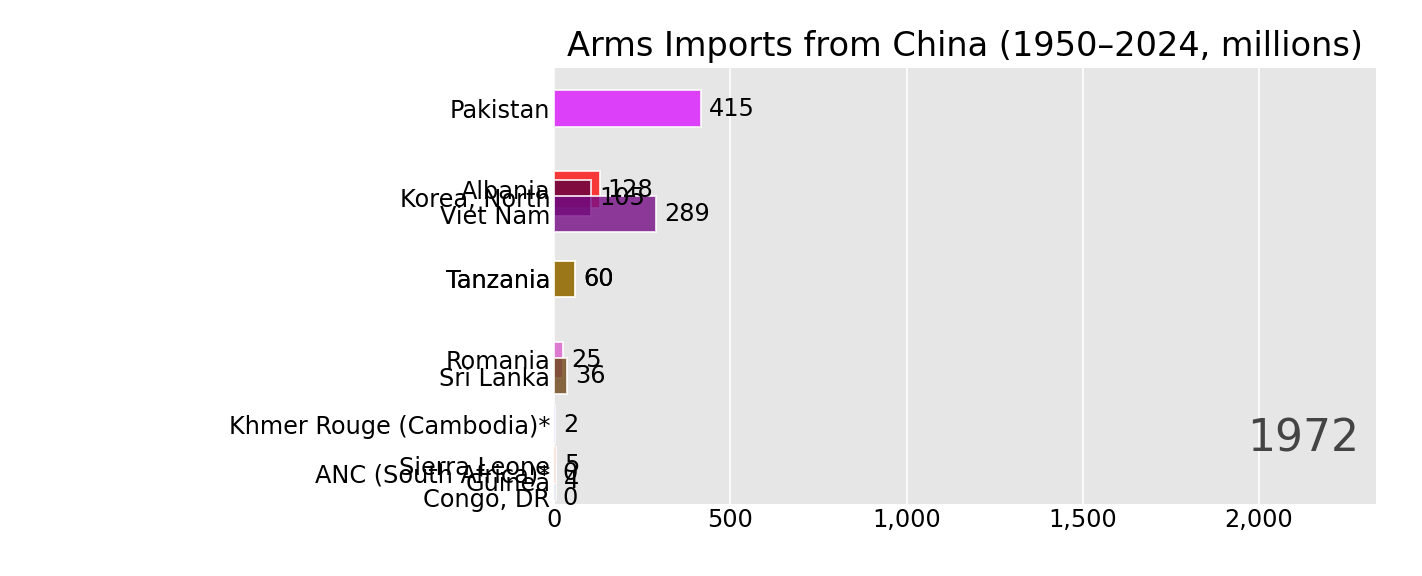 Arms Imports from China (1950–2024, millions)
Pakistan 415
Albania 128
Korea, North 105
Viet Nam 289
Tanzania 60
Romania 25
Sri Lanka 36
Khmer Rouge (Cambodia)* 2
Sierra Leone 5
ANC (South Africa)* 0
Guinea 4
Congo, DR 0
1972
0 500 1,000 1,500 2,000